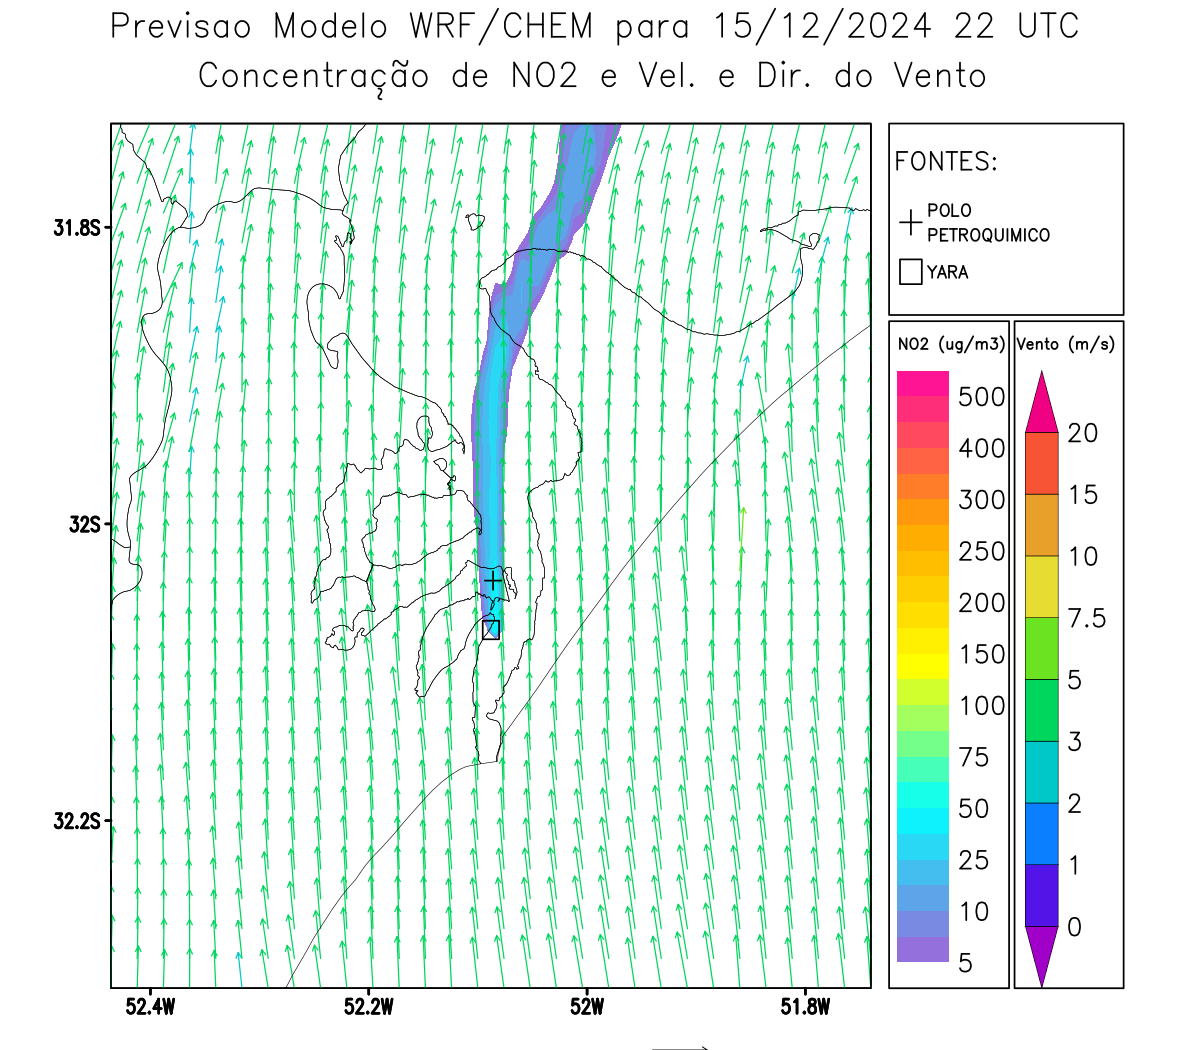 Previsao Modelo WRF/CHEM para 15/12/2024 22 UTC
Concentração de NO2 e Vel. e Dir. do Vento
FONTES:
POLO
PETROQUIMICO
YARA
NO2 (ug/m3)
500
400
300
250
200
150
100
75
50
25
10
5
Vento (m/s)
20
15
10
7.5
5
3
2
1
0
31.8S
32S
32.2S
52.4W
52.2W
52W
51.8W